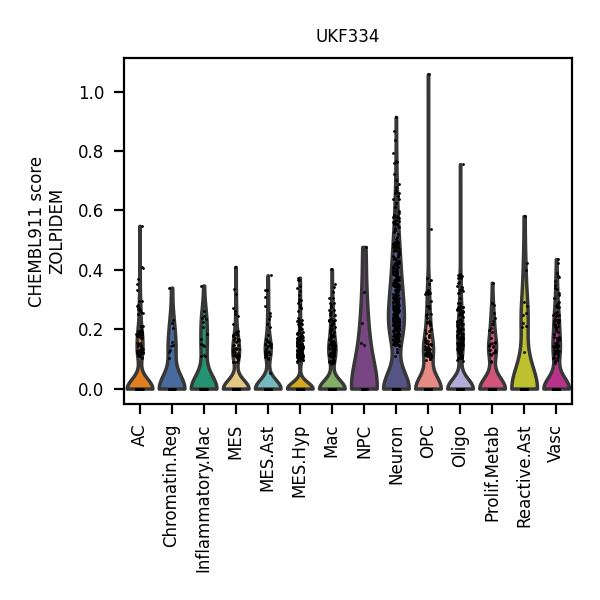 UKF334
CHEMBL911 score
ZOLPIDEM
1.0
0.8
0.6
0.4
0.2
0.0
AC
Chromatin.Reg
Inflammatory.Mac
MES
MES.Ast
MES.Hyp
Mac
NPC
Neuron
OPC
Oligo
Prolif.Metab
Reactive.Ast
Vasc